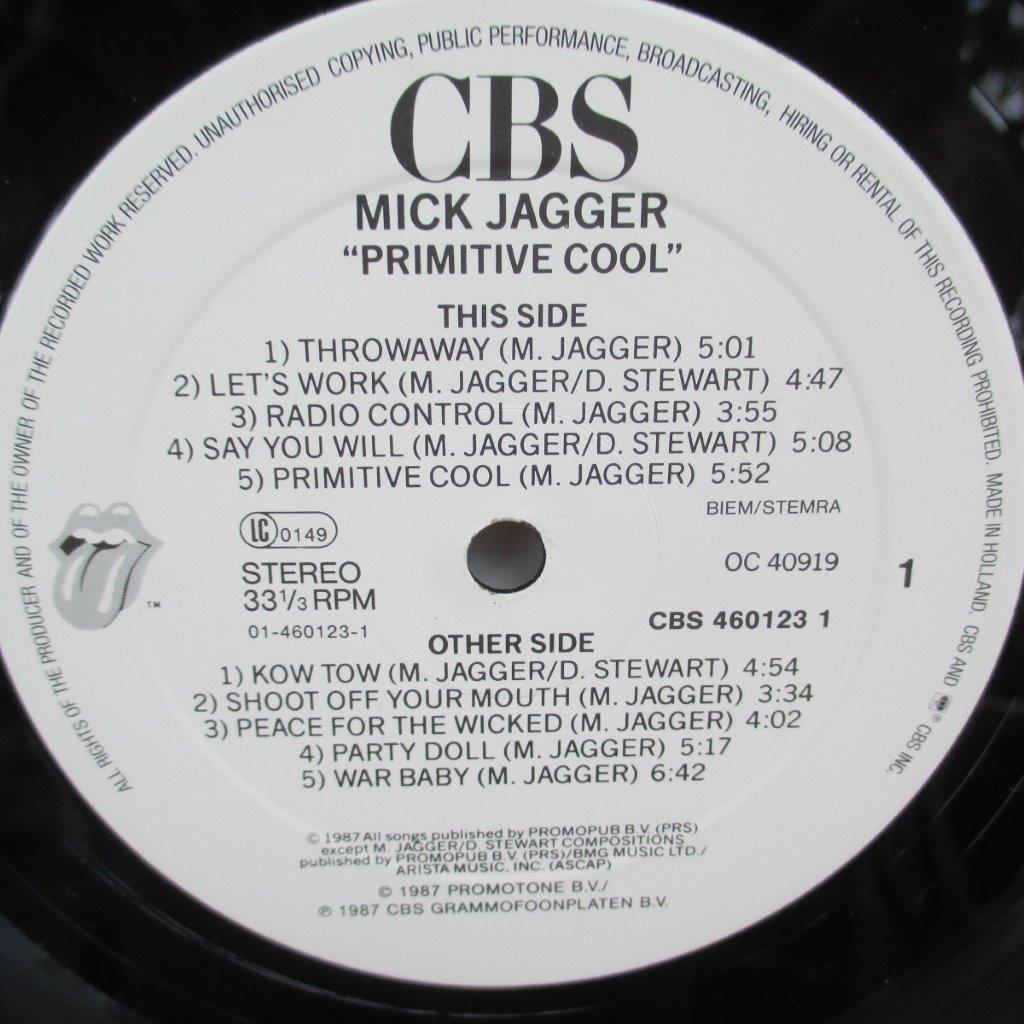 ALL RIGHTS OF THE PRODUCER AND OF THE OWNER OF THE RECORDED WORK RESERVED. UNAUTHORISED COPYING, PUBLIC PERFORMANCE, BROADCASTING, HIRING OR RENTAL OF THIS RECORDING PROHIBITED. MADE IN HOLLAND. CBS AND ® CBS INC.
CBS
MICK JAGGER
“PRIMITIVE COOL”
THIS SIDE
1) THROWAWAY (M. JAGGER) 5:01
2) LET'S WORK (M. JAGGER/D. STEWART) 4:47
3) RADIO CONTROL (M. JAGGER) 3:55
4) SAY YOU WILL (M. JAGGER/D. STEWART) 5:08
5) PRIMITIVE COOL (M. JAGGER) 5:52
BIEM/STEMRA
LC 0149
STEREO
33 1/3 RPM
01-460123-1
OC 40919
1
CBS 460123 1
TM
OTHER SIDE
1) KOW TOW (M. JAGGER/D. STEWART) 4:54
2) SHOOT OFF YOUR MOUTH (M. JAGGER) 3:34
3) PEACE FOR THE WICKED (M. JAGGER) 4:02
4) PARTY DOLL (M. JAGGER) 5:17
5) WAR BABY (M. JAGGER) 6:42
© 1987 All songs published by PROMOPUB B.V. (PRS)
except M. JAGGER/D. STEWART COMPOSITIONS
published by PROMOPUB B.V. (PRS)/BMG MUSIC LTD./
ARISTA MUSIC, INC. (ASCAP)
© 1987 PROMOTONE B.V./
℗ 1987 CBS GRAMMOFOONPLATEN B.V.